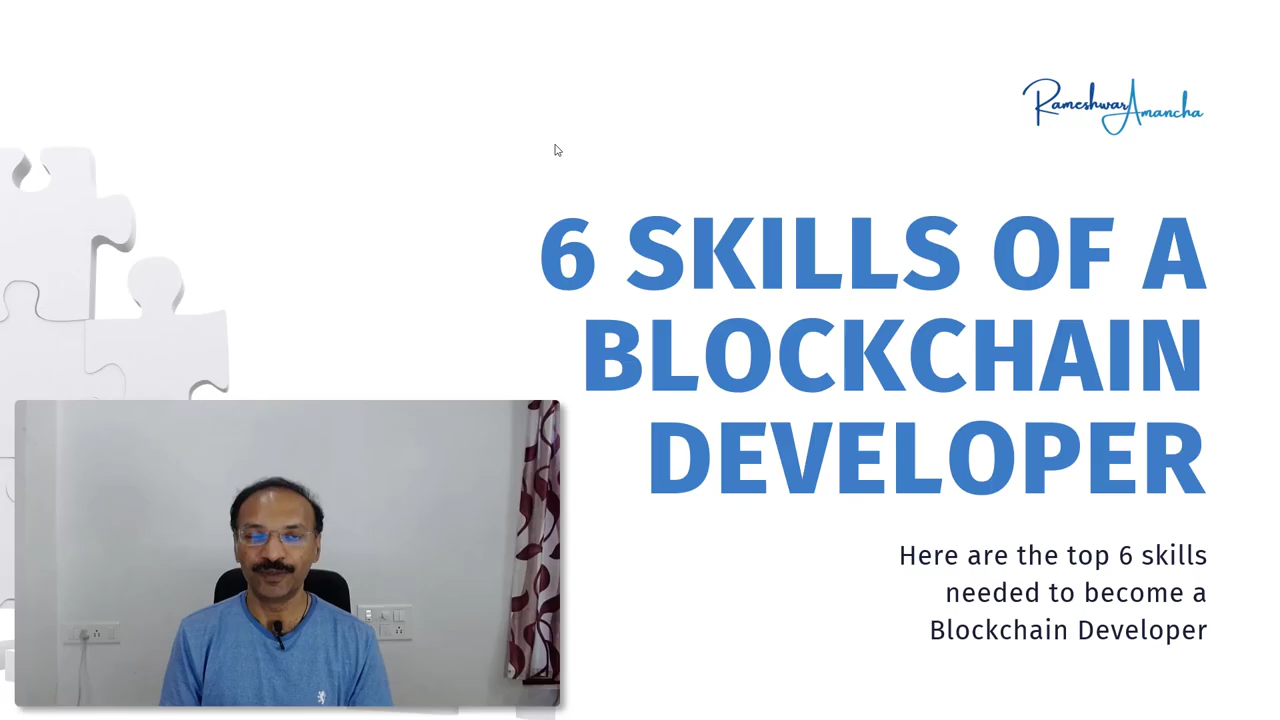 Rameshwar Amancha
6 SKILLS OF A
BLOCKCHAIN
DEVELOPER
Here are the top 6 skills
needed to become a
Blockchain Developer